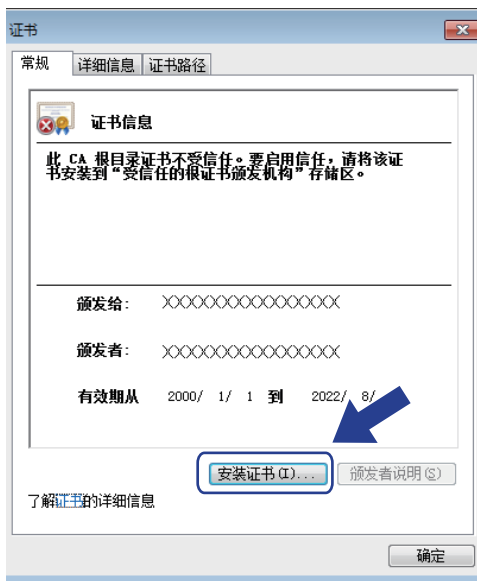 证书
常规 详细信息 证书路径
证书信息
此 CA 根目录证书不受信任。要启用信任，请将该证
书安装到“受信任的根证书颁发机构”存储区。
颁发给： XXXXXXXXXXXXXXXX
颁发者： XXXXXXXXXXXXXXXX
有效期从 2000/ 1/ 1 到 2022/ 8/
安装证书(I)... 颁发者说明(S)
了解证书的详细信息
确定